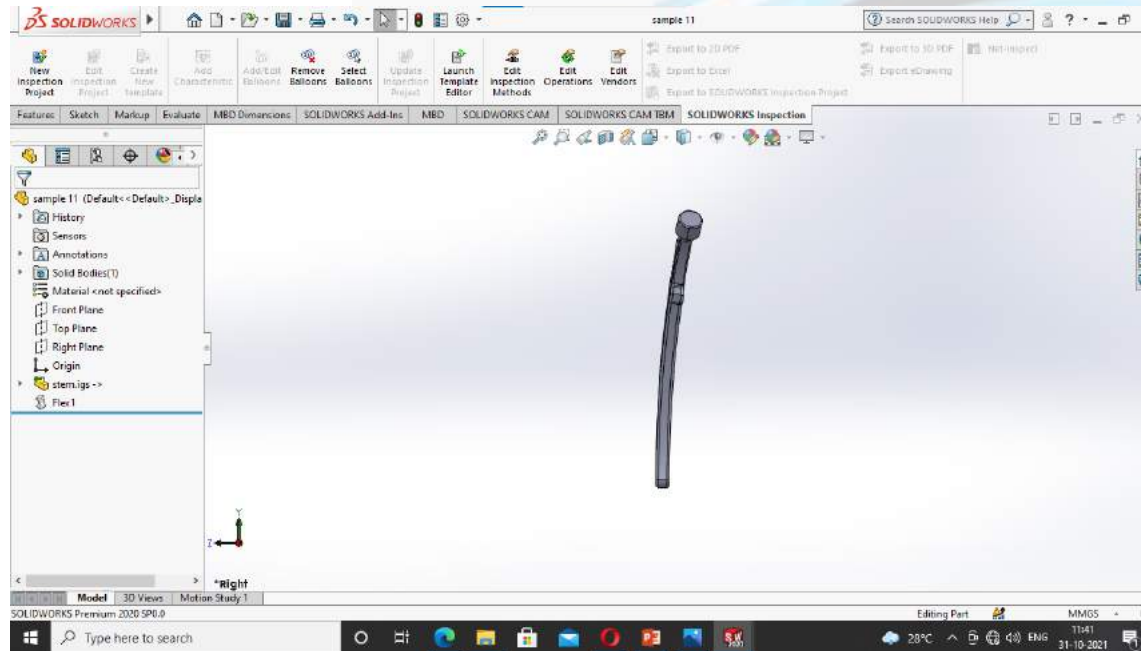 SOLIDWORKS
sample 11
Search SOLIDWORKS Help
New Inspection Project
Edit Inspection Project
Create New template
Add Characteristic
Add/Edit Balloons
Remove Balloons
Select Balloons
Update Inspection Project
Launch Template Editor
Edit Inspection Methods
Edit Operations
Edit Vendors
Export to 2D PDF
Export to Excel
Export to SOLIDWORKS Inspection Project
Export to 3D PDF
Export eDrawing
Net-Inspect
Features Sketch Markup Evaluate MBD Dimensions SOLIDWORKS Add-Ins MBD SOLIDWORKS CAM SOLIDWORKS CAM TBM SOLIDWORKS Inspection
sample 11 (Default<<Default>_Displa
History
Sensors
Annotations
Solid Bodies(1)
Material <not specified>
Front Plane
Top Plane
Right Plane
Origin
stem.igs ->
Flex1
Y
Z
*Right
Model 3D Views Motion Study 1
SOLIDWORKS Premium 2020 SP0.0
Editing Part
MMGS
Type here to search
28°C
ENG
11:41
31-10-2021